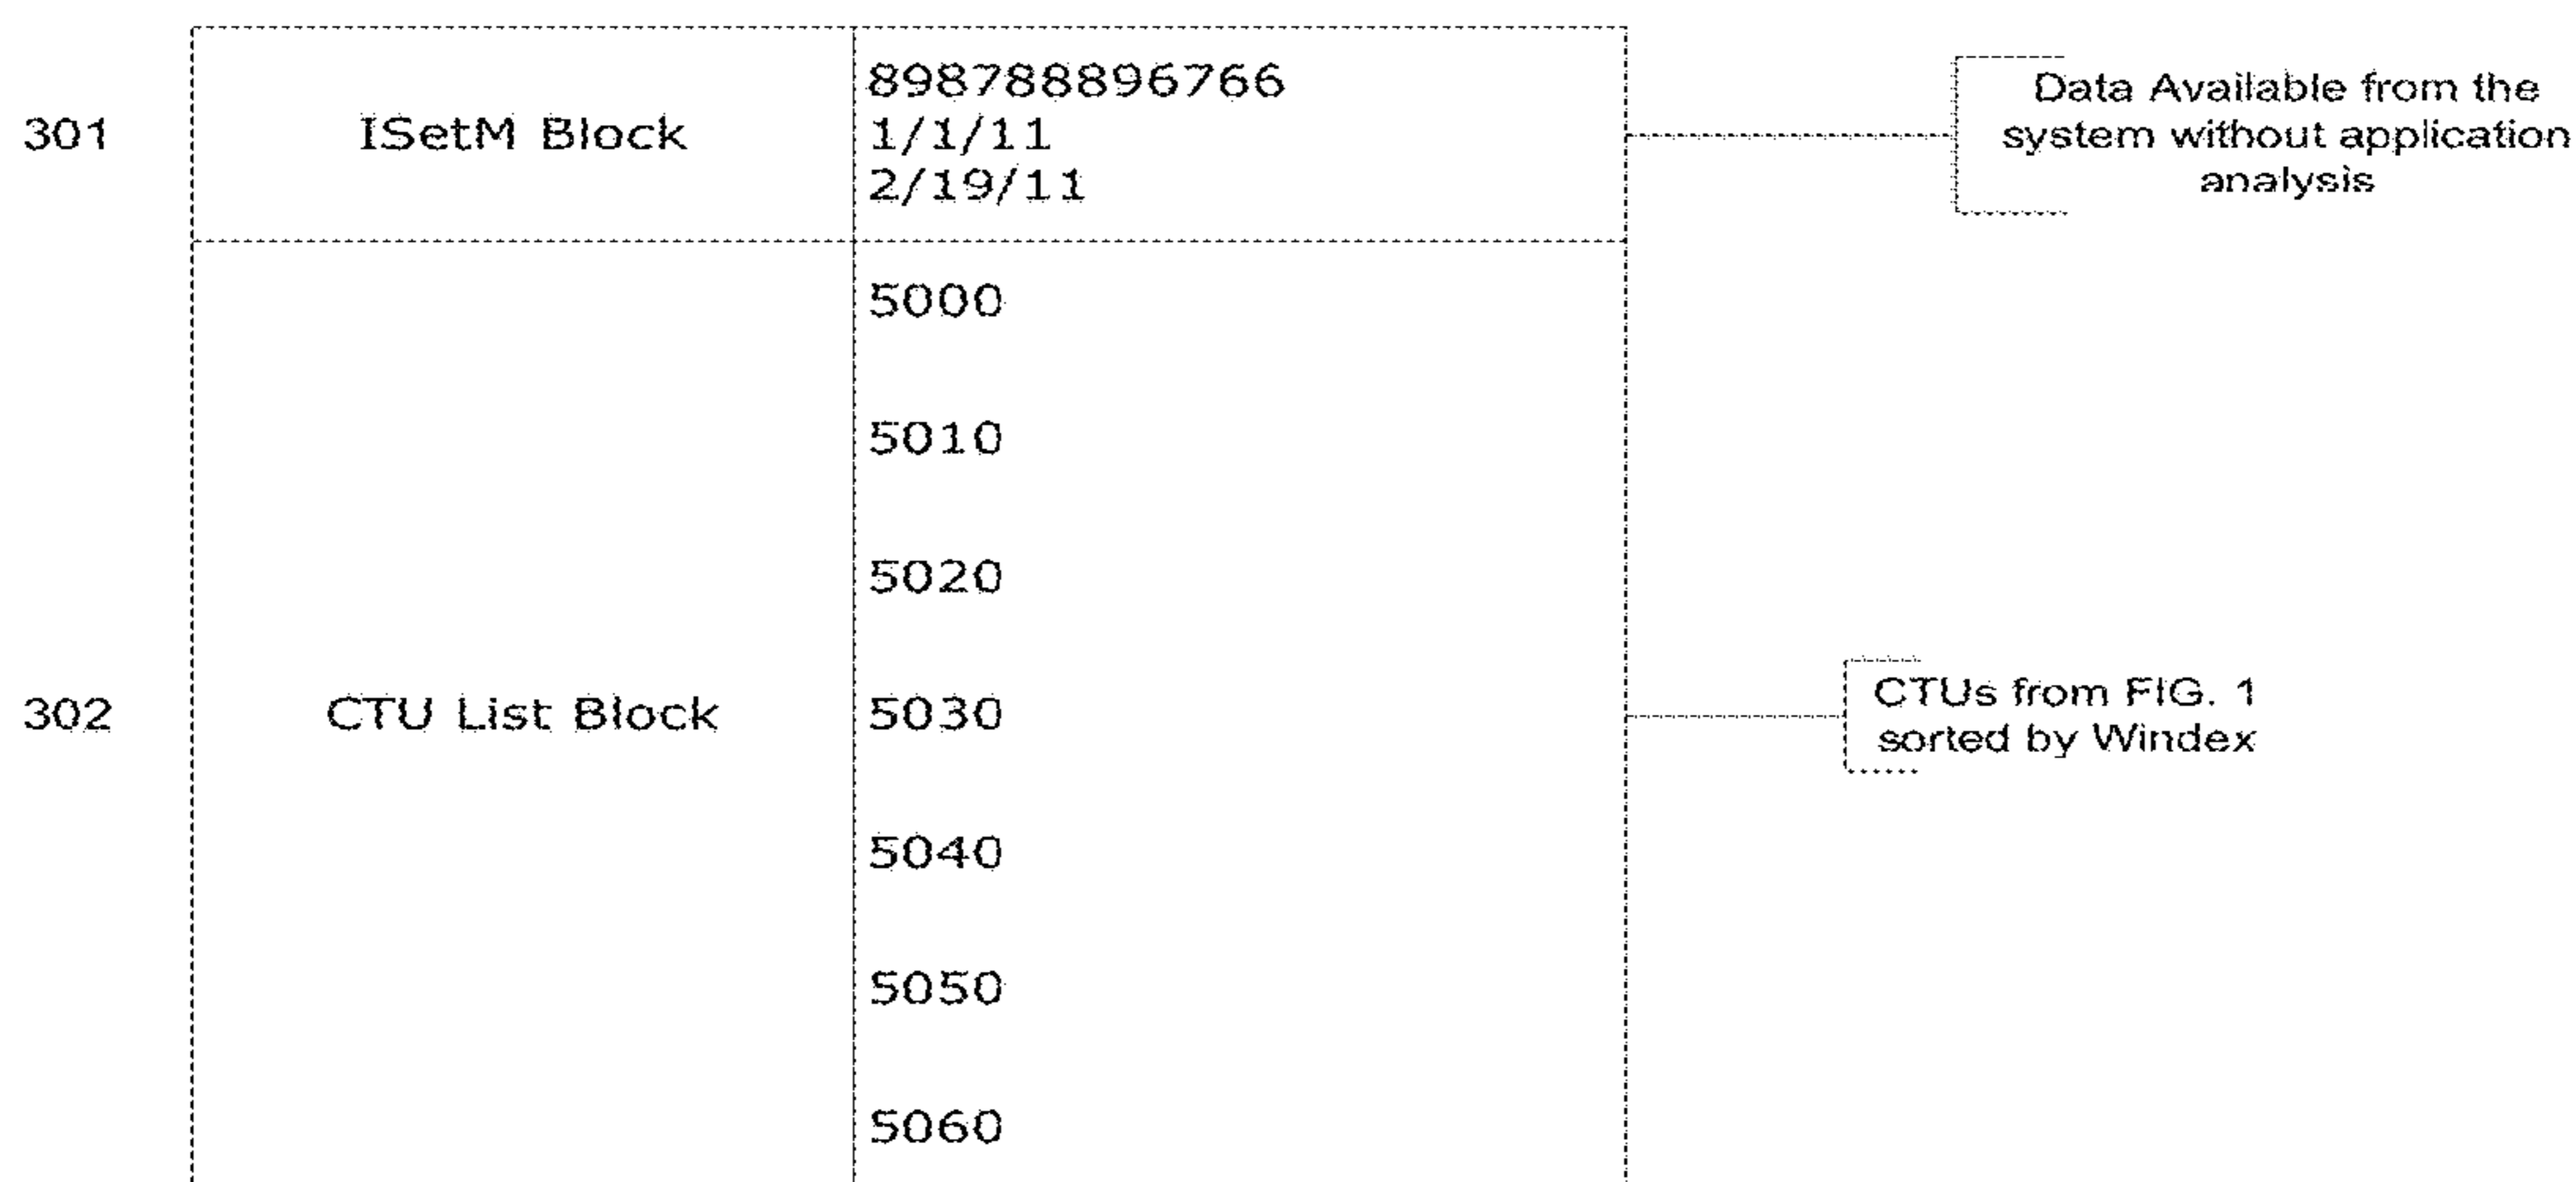 301
ISetM Block
898788896766
1/1/11
2/19/11
Data Available from the
system without application
analysis
302
CTU List Block
5000
5010
5020
5030
5040
5050
5060
CTUs from FIG. 1
sorted by Windex